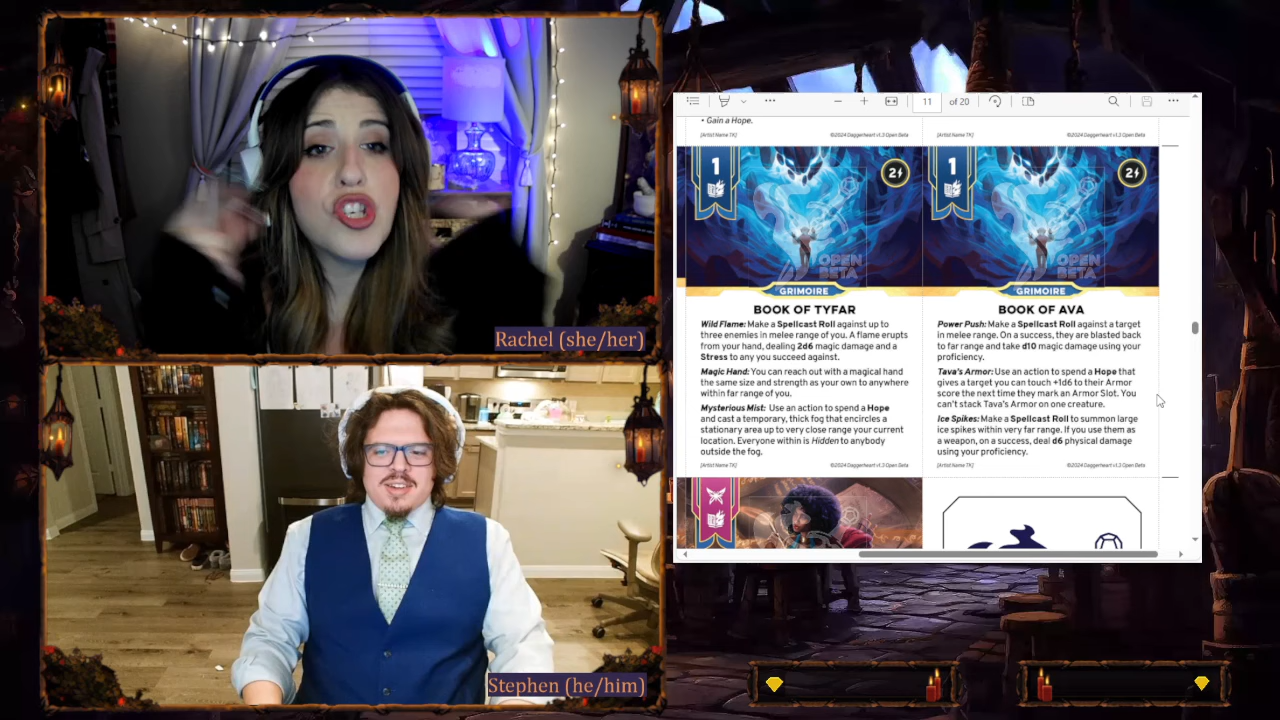 Rachel (she/her)
Stephen (he/him)
11 of 20
• Gain a Hope.
[Artist Name TK] ©2024 Daggerheart v1.3 Open Beta
[Artist Name TK] ©2024 Daggerheart v1.3 Open Beta
1
2
OPEN
BETA
GRIMOIRE
BOOK OF TYFAR
Wild Flame: Make a Spellcast Roll against up to
three enemies in melee range of you. A flame erupts
from your hand, dealing 2d6 magic damage and a
Stress to any you succeed against.
Magic Hand: You can reach out with a magical hand
the same size and strength as your own to anywhere
within far range of you.
Mysterious Mist: Use an action to spend a Hope
and cast a temporary, thick fog that encircles a
stationary area up to very close range your current
location. Everyone within is Hidden to anybody
outside the fog.
[Artist Name TK] ©2024 Daggerheart v1.3 Open Beta
1
2
OPEN
BETA
GRIMOIRE
BOOK OF AVA
Power Push: Make a Spellcast Roll against a target
in melee range. On a success, they are blasted back
to far range and take d10 magic damage using your
proficiency.
Tava's Armor: Use an action to spend a Hope that
gives a target you can touch +1d6 to their Armor
score the next time they mark an Armor Slot. You
can't stack Tava's Armor on one creature.
Ice Spikes: Make a Spellcast Roll to summon large
ice spikes within very far range. If you use them as
a weapon, on a success, deal d6 physical damage
using your proficiency.
[Artist Name TK] ©2024 Daggerheart v1.3 Open Beta